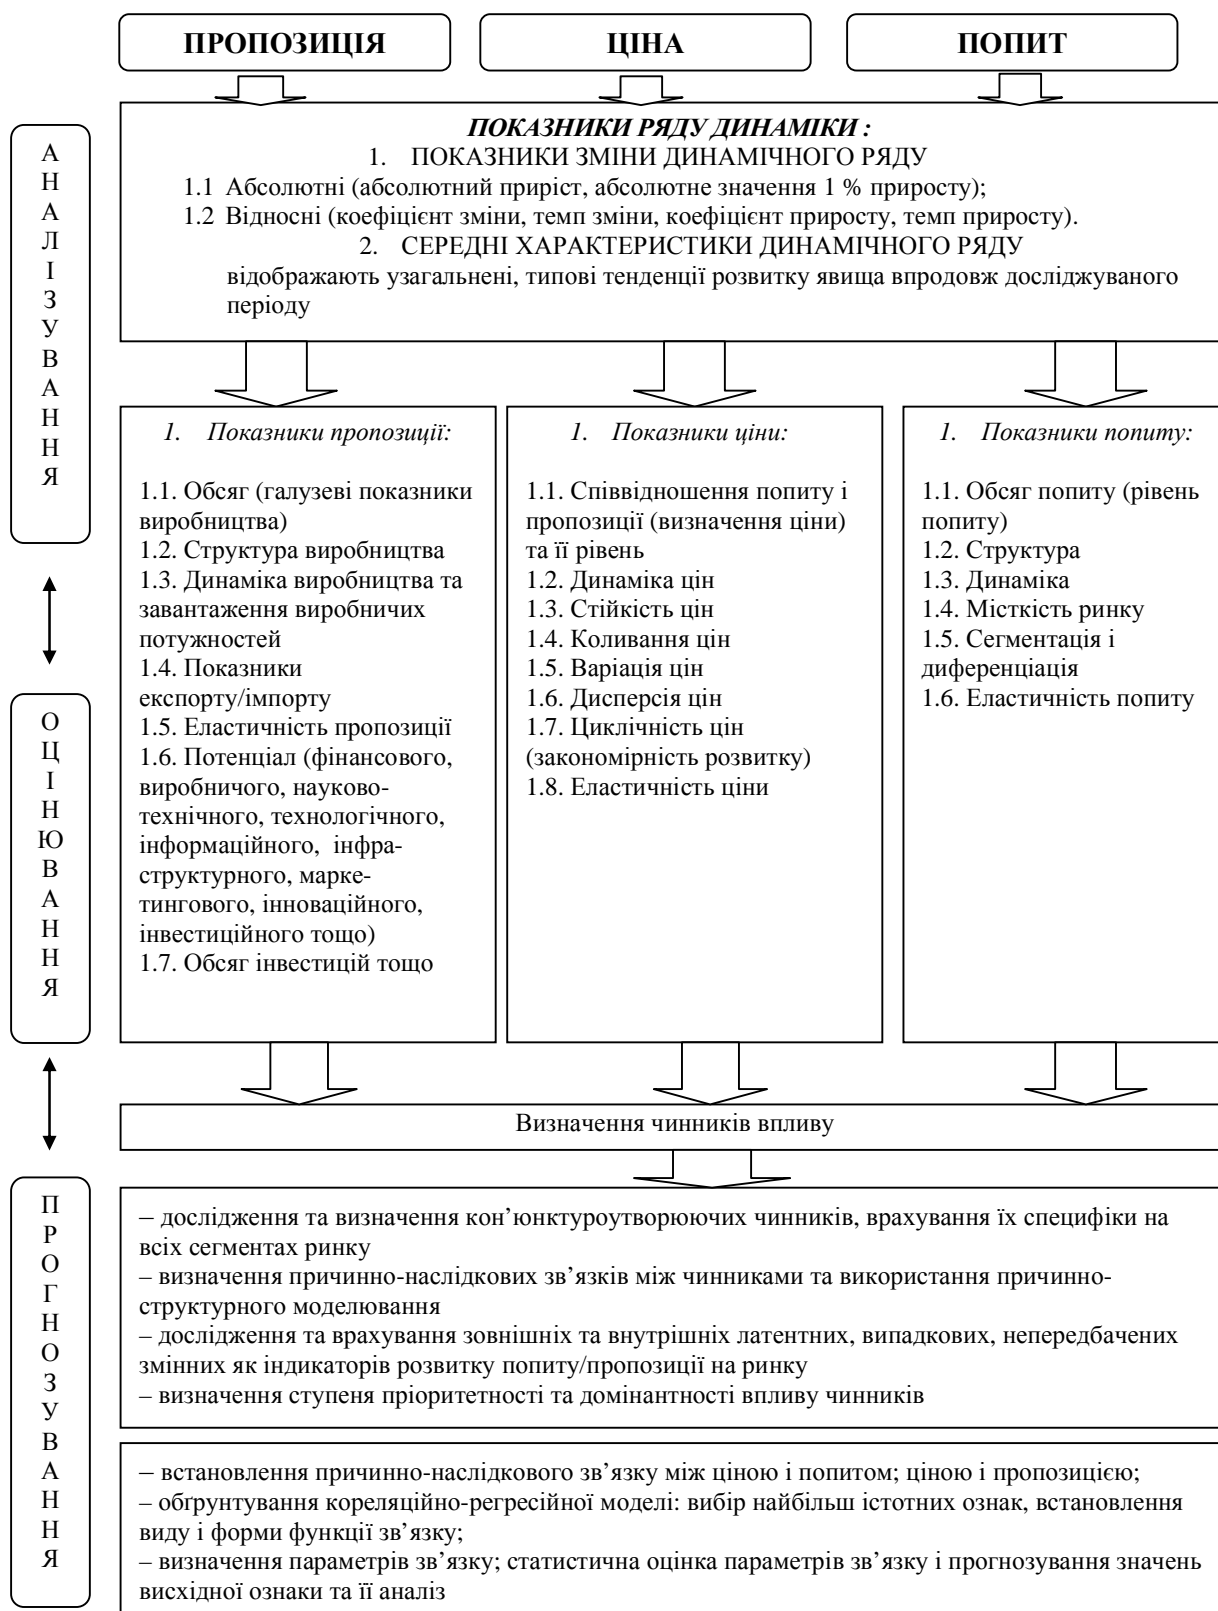 ПРОПОЗИЦІЯ
ЦІНА
ПОПИТ
АНАЛІЗУВАННЯ
ПОКАЗНИКИ РЯДУ ДИНАМІКИ :
1. ПОКАЗНИКИ ЗМІНИ ДИНАМІЧНОГО РЯДУ
1.1 Абсолютні (абсолютний приріст, абсолютне значення 1 % приросту);
1.2 Відносні (коефіцієнт зміни, темп зміни, коефіцієнт приросту, темп приросту).
2. СЕРЕДНІ ХАРАКТЕРИСТИКИ ДИНАМІЧНОГО РЯДУ
відображають узагальнені, типові тенденції розвитку явища впродовж досліджуваного
періоду
1. Показники пропозиції:
1.1. Обсяг (галузеві показники
виробництва)
1.2. Структура виробництва
1.3. Динаміка виробництва та
завантаження виробничих
потужностей
1.4. Показники
експорту/імпорту
1.5. Еластичність пропозиції
1.6. Потенціал (фінансового,
виробничого, науково-
технічного, технологічного,
інформаційного, інфра-
структурного, марке-
тингового, інноваційного,
інвестиційного тощо)
1.7. Обсяг інвестицій тощо
1. Показники ціни:
1.1. Співвідношення попиту і
пропозиції (визначення ціни)
та її рівень
1.2. Динаміка цін
1.3. Стійкість цін
1.4. Коливання цін
1.5. Варіація цін
1.6. Дисперсія цін
1.7. Циклічність цін
(закономірність розвитку)
1.8. Еластичність ціни
1. Показники попиту:
1.1. Обсяг попиту (рівень
попиту)
1.2. Структура
1.3. Динаміка
1.4. Місткість ринку
1.5. Сегментація і
диференціація
1.6. Еластичність попиту
ОЦІНЮВАННЯ
Визначення чинників впливу
ПРОГНОЗУВАННЯ
– дослідження та визначення кон’юнктуроутворюючих чинників, врахування їх специфіки на
всіх сегментах ринку
– визначення причинно-наслідкових зв’язків між чинниками та використання причинно-
структурного моделювання
– дослідження та врахування зовнішніх та внутрішніх латентних, випадкових, непередбачених
змінних як індикаторів розвитку попиту/пропозиції на ринку
– визначення ступеня пріоритетності та домінантності впливу чинників
– встановлення причинно-наслідкового зв’язку між ціною і попитом; ціною і пропозицією;
– обґрунтування кореляційно-регресійної моделі: вибір найбільш істотних ознак, встановлення
виду і форми функції зв’язку;
– визначення параметрів зв’язку; статистична оцінка параметрів зв’язку і прогнозування значень
висхідної ознаки та її аналіз